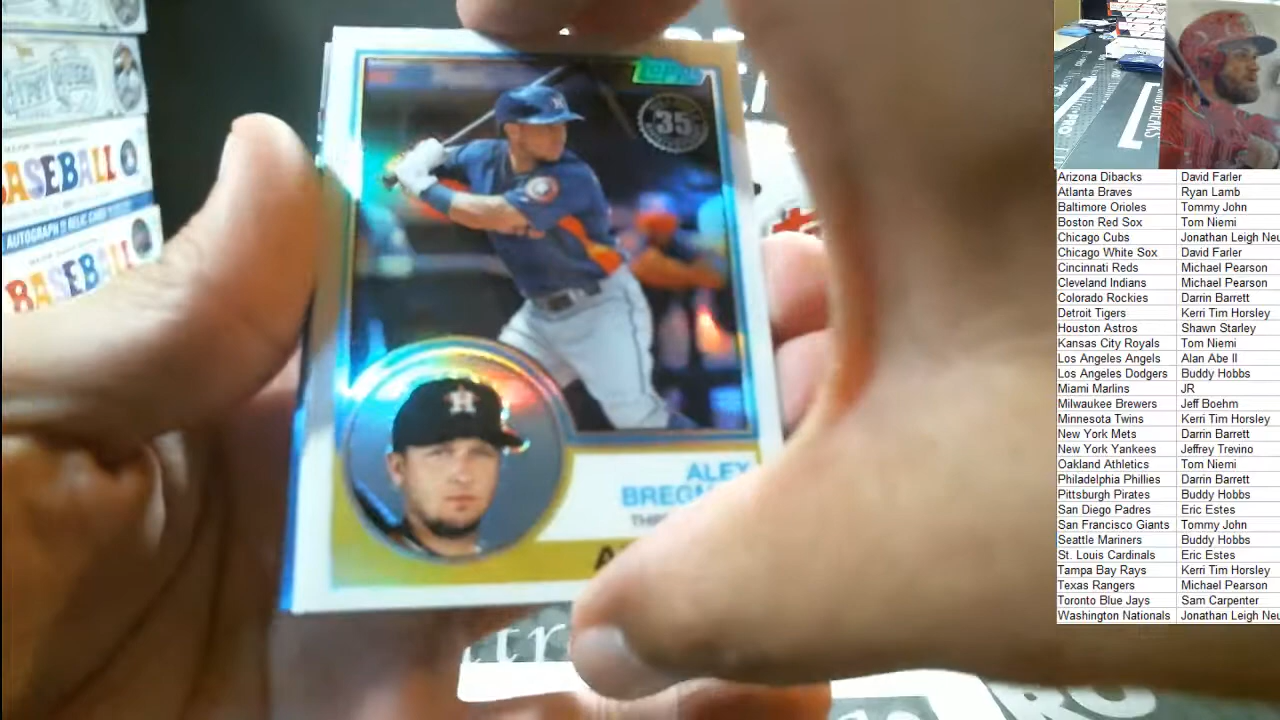 BASEBALL
AUTOGRAPH OR RELIC CARD
BASEBALL
TOPPS
35
H
ALEX
Arizona Dibacks David Farler
Atlanta Braves Ryan Lamb
Baltimore Orioles Tommy John
Boston Red Sox Tom Niemi
Chicago Cubs Jonathan Leigh Neu
Chicago White Sox David Farler
Cincinnati Reds Michael Pearson
Cleveland Indians Michael Pearson
Colorado Rockies Darrin Barrett
Detroit Tigers Kerri Tim Horsley
Houston Astros Shawn Starley
Kansas City Royals Tom Niemi
Los Angeles Angels Alan Abe II
Los Angeles Dodgers Buddy Hobbs
Miami Marlins JR
Milwaukee Brewers Jeff Boehm
Minnesota Twins Kerri Tim Horsley
New York Mets Darrin Barrett
New York Yankees Jeffrey Trevino
Oakland Athletics Tom Niemi
Philadelphia Phillies Darrin Barrett
Pittsburgh Pirates Buddy Hobbs
San Diego Padres Eric Estes
San Francisco Giants Tommy John
Seattle Mariners Buddy Hobbs
St. Louis Cardinals Eric Estes
Tampa Bay Rays Kerri Tim Horsley
Texas Rangers Michael Pearson
Toronto Blue Jays Sam Carpenter
Washington Nationals Jonathan Leigh Neu